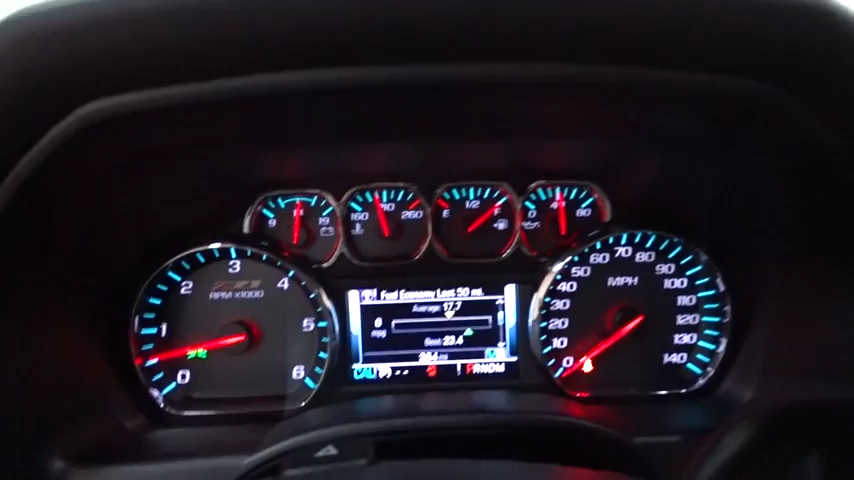 9 19
160 210 260
E 1/2 F
0 40 80
0 1 2 3 4 5 6
RPM x1000
Fuel Economy Last 50 mi.
Average 17.7
0
mpg
Best 23.4
PRNDM
0 10 20 30 40 50 60 70 80 90 100 110 120 130 140
MPH